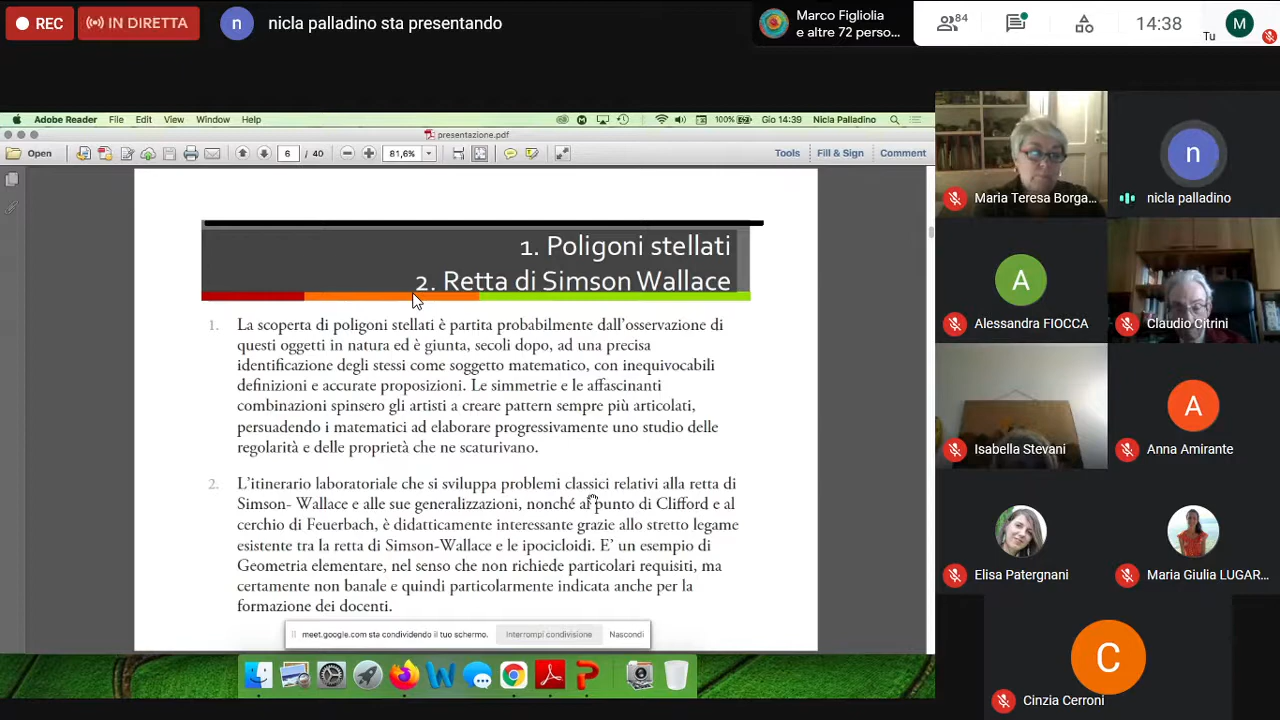 REC
IN DIRETTA
n
nicla palladino sta presentando
Marco Figliolia
e altre 72 perso...
84
14:38
Tu
M
Adobe Reader File Edit View Window Help
100%
Gio 14:39 Nicla Palladino
presentazione.pdf
Open
6 / 40
81,6%
Tools Fill & Sign Comment
1. Poligoni stellati
2. Retta di Simson Wallace
1. La scoperta di poligoni stellati è partita probabilmente dall’osservazione di
questi oggetti in natura ed è giunta, secoli dopo, ad una precisa
identificazione degli stessi come soggetto matematico, con inequivocabili
definizioni e accurate proposizioni. Le simmetrie e le affascinanti
combinazioni spinsero gli artisti a creare pattern sempre più articolati,
persuadendo i matematici ad elaborare progressivamente uno studio delle
regolarità e delle proprietà che ne scaturivano.
2. L’itinerario laboratoriale che si sviluppa problemi classici relativi alla retta di
Simson- Wallace e alle sue generalizzazioni, nonché al punto di Clifford e al
cerchio di Feuerbach, è didatticamente interessante grazie allo stretto legame
esistente tra la retta di Simson-Wallace e le ipocicloidi. E’ un esempio di
Geometria elementare, nel senso che non richiede particolari requisiti, ma
certamente non banale e quindi particolarmente indicata anche per la
formazione dei docenti.
meet.google.com sta condividendo il tuo schermo. Interrompi condivisione Nascondi
Maria Teresa Borga...
n
nicla palladino
A
Alessandra FIOCCA
Claudio Citrini
Isabella Stevani
A
Anna Amirante
Elisa Patergnani
Maria Giulia LUGAR...
C
Cinzia Cerroni